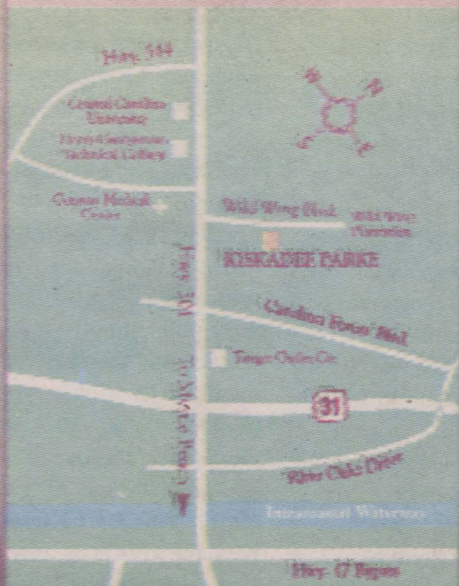 Hwy. 544
Coastal Carolina
University
Horry-Georgetown
Technical College
Conway Medical
Center
Wild Wing Blvd.
Wild Wing
Plantation
KISKADEE PARKE
Hwy. 501
To Myrtle Beach
Carolina Forest Blvd.
Tanger Outlet Ctr.
31
River Oaks Drive
Intracoastal Waterway
Hwy. 17 Bypass